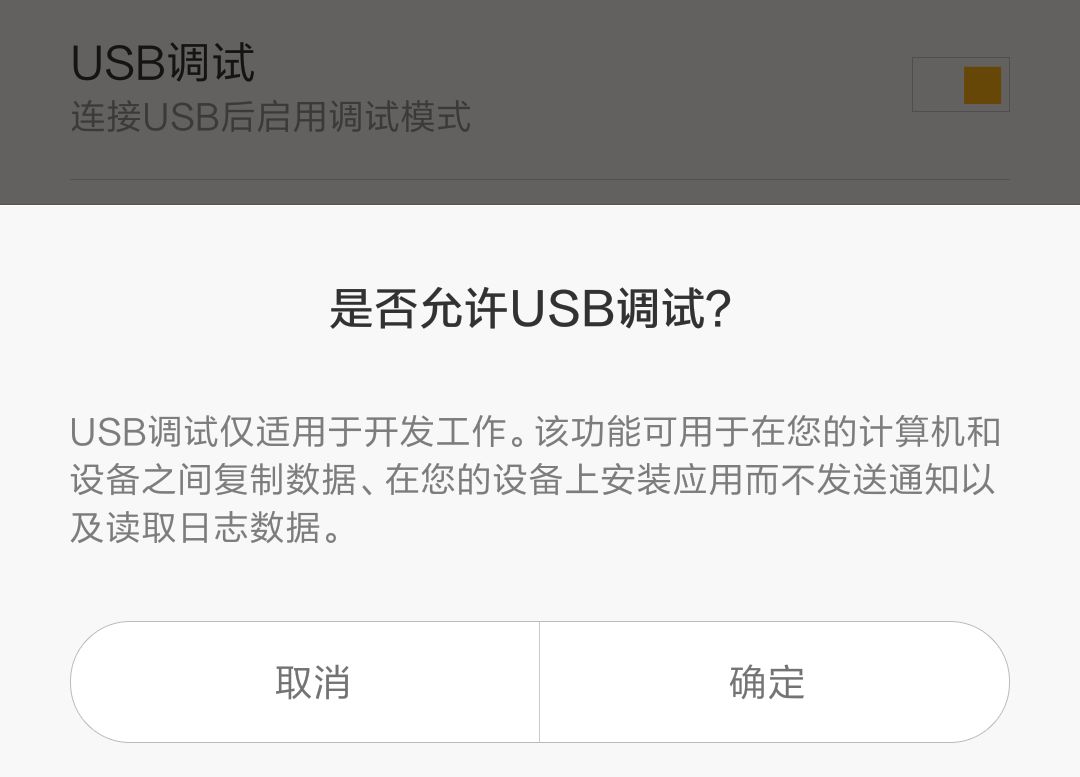 USB调试
连接USB后启用调试模式
是否允许USB调试?
USB调试仅适用于开发工作。该功能可用于在您的计算机和
设备之间复制数据、在您的设备上安装应用而不发送通知以
及读取日志数据。
取消
确定